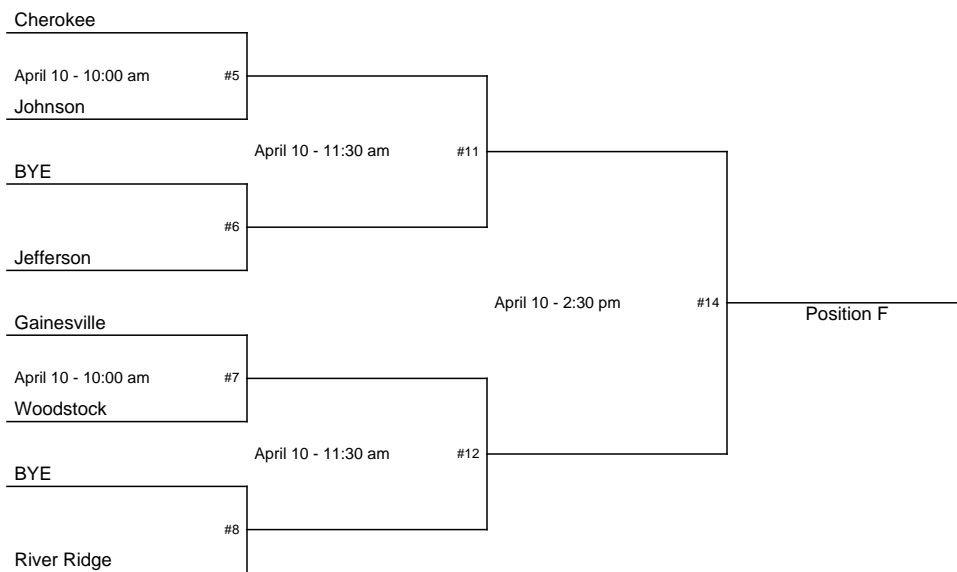 Cherokee
April 10 - 10:00 am #5
Johnson
April 10 - 11:30 am #11
BYE
#6
Jefferson
April 10 - 2:30 pm #14
Position F
Gainesville
April 10 - 10:00 am #7
Woodstock
April 10 - 11:30 am #12
BYE
#8
River Ridge